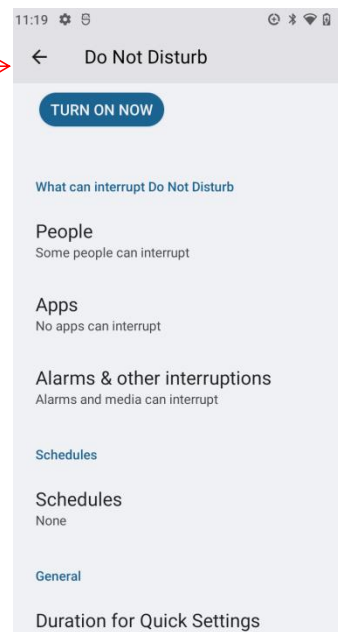 11:19
Do Not Disturb
TURN ON NOW
What can interrupt Do Not Disturb
People
Some people can interrupt
Apps
No apps can interrupt
Alarms & other interruptions
Alarms and media can interrupt
Schedules
Schedules
None
General
Duration for Quick Settings